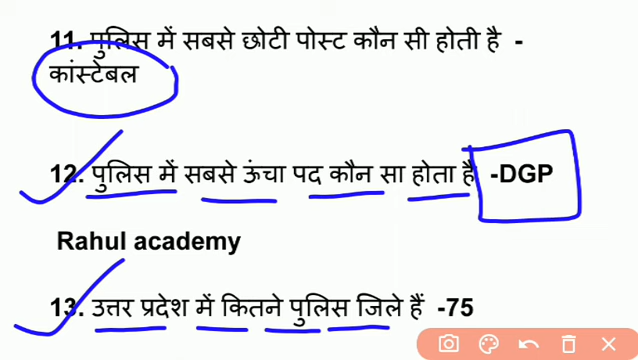 11. पुलिस में सबसे छोटी पोस्ट कौन सी होती है -
कांस्टेबल
12. पुलिस में सबसे ऊंचा पद कौन सा होता है -DGP
Rahul academy
13. उत्तर प्रदेश में कितने पुलिस जिले हैं -75